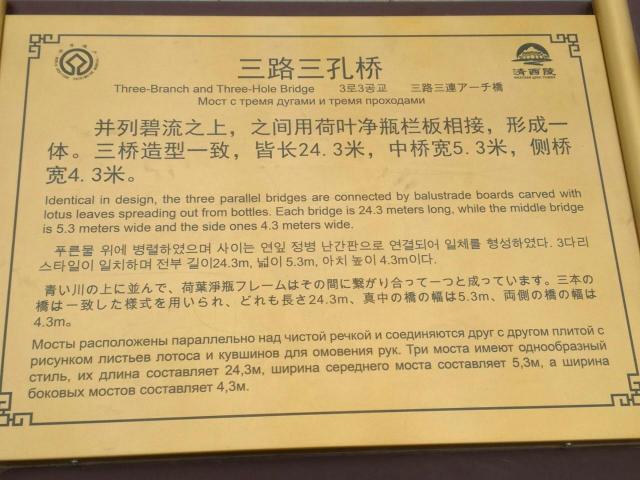 三路三孔桥
清西陵
Three-Branch and Three-Hole Bridge 3로3공교 三路三連アーチ橋
Мост с тремя дугами и тремя проходами
并列碧流之上，之间用荷叶净瓶栏板相接，形成一
体。三桥造型一致，皆长24.3米，中桥宽5.3米，侧桥
宽4.3米。
Identical in design, the three parallel bridges are connected by balustrade boards carved with
lotus leaves spreading out from bottles. Each bridge is 24.3 meters long, while the middle bridge
is 5.3 meters wide and the side ones 4.3 meters wide.
푸른물 위에 병렬하였으며 사이는 연잎 정병 난간판으로 연결되어 일체를 형성하였다. 3다리
스타일이 일치하며 전부 길이24.3m, 넓이 5.3m, 아치 높이 4.3m이다.
青い川の上に並んで、荷葉淨瓶フレームはその間に繋がり合って一つと成っています。三本の
橋は一致した様式を用いられ、どれも長さ24.3m、真中の橋の幅は5.3m、両側の橋の幅は
4.3m。
Мосты расположены параллельно над чистой речкой и соединяются друг с другом плитой с
рисунком листьев лотоса и кувшинов для омовения рук. Три моста имеют однообразный
стиль, их длина составляет 24,3м, ширина середнего моста составляет 5,3м, а ширина
боковых мостов составляет 4,3м.